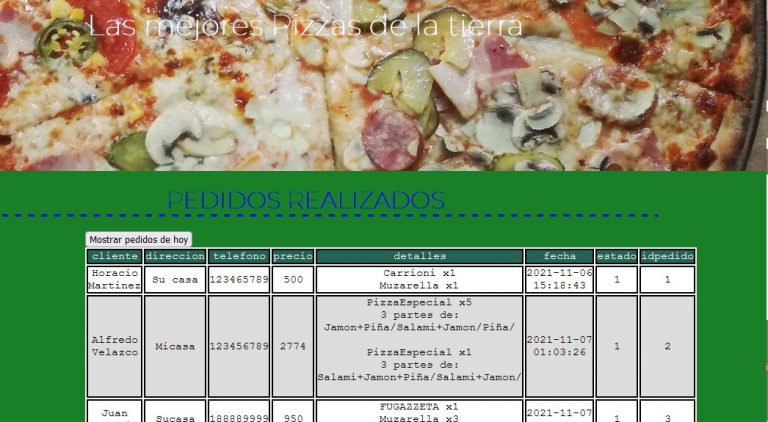 Las mejores Pizzas de la tierra
PEDIDOS REALIZADOS
Mostrar pedidos de hoy
cliente direccion telefono precio detalles fecha estado idpedido
Horacio Martinez Su casa 123465789 500 Carrioni x1 Muzarella x1 2021-11-06 15:18:43 1 1
Alfredo Velazco Micasa 123456789 2774 PizzaEspecial x5 3 partes de: Jamon+Piña/Salami+Jamon/Piña/ PizzaEspecial x1 3 partes de: Salami+Jamon+Piña/Salami+Jamon/ 2021-11-07 01:03:26 1 2
Juan Sucasa 188889999 950 FUGAZZETA x1 Muzarella x3 2021-11-07 1 3